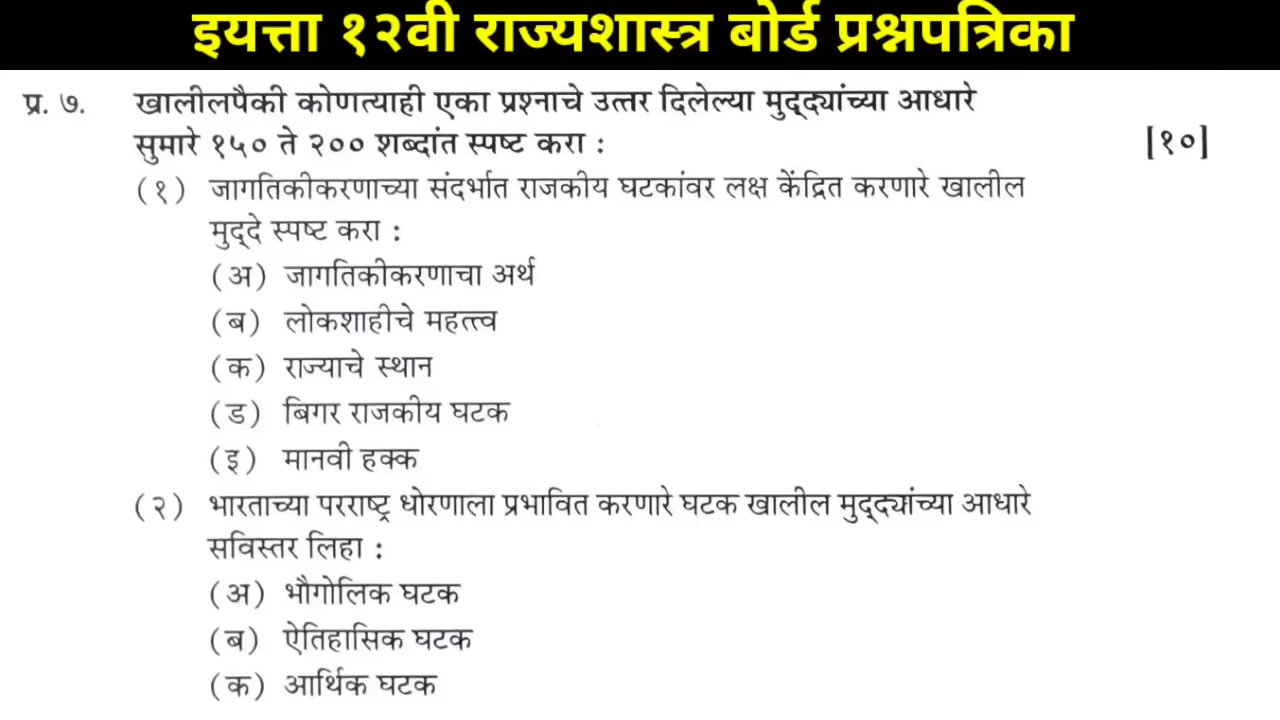 इयत्ता १२वी राज्यशास्त्र बोर्ड प्रश्नपत्रिका
प्र. ७. खालीलपैकी कोणत्याही एका प्रश्नाचे उत्तर दिलेल्या मुद्द्यांच्या आधारे
सुमारे १५० ते २०० शब्दांत स्पष्ट करा : [१०]
(१) जागतिकीकरणाच्या संदर्भात राजकीय घटकांवर लक्ष केंद्रित करणारे खालील
मुद्दे स्पष्ट करा :
(अ) जागतिकीकरणाचा अर्थ
(ब) लोकशाहीचे महत्त्व
(क) राज्याचे स्थान
(ड) बिगर राजकीय घटक
(इ) मानवी हक्क
(२) भारताच्या परराष्ट्र धोरणाला प्रभावित करणारे घटक खालील मुद्द्यांच्या आधारे
सविस्तर लिहा :
(अ) भौगोलिक घटक
(ब) ऐतिहासिक घटक
(क) आर्थिक घटक